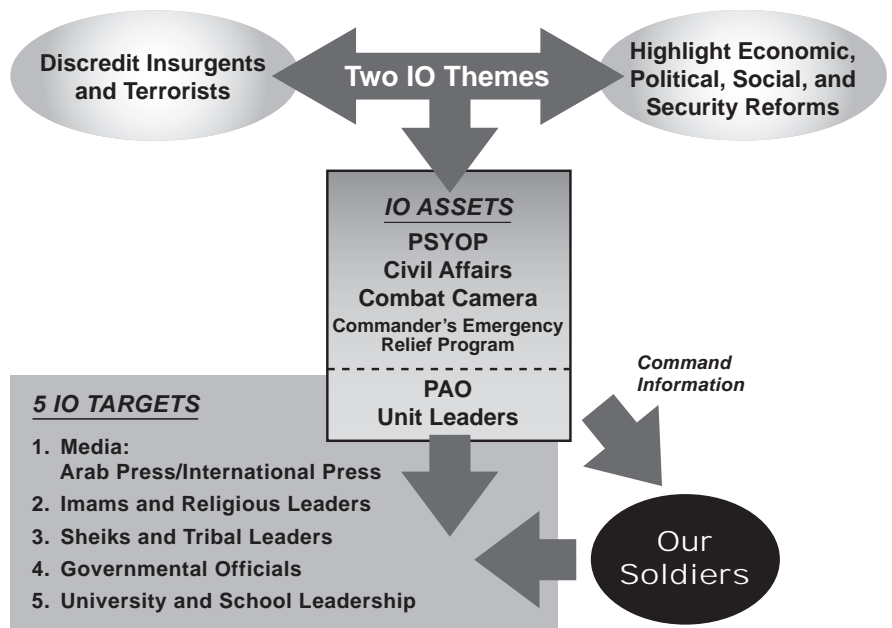 Discredit Insurgents
and Terrorists
Two IO Themes
Highlight Economic,
Political, Social, and
Security Reforms
IO ASSETS
PSYOP
Civil Affairs
Combat Camera
Commander’s Emergency
Relief Program
PAO
Unit Leaders
Command
Information
5 IO TARGETS
1. Media:
Arab Press/International Press
2. Imams and Religious Leaders
3. Sheiks and Tribal Leaders
4. Governmental Officials
5. University and School Leadership
Our
Soldiers